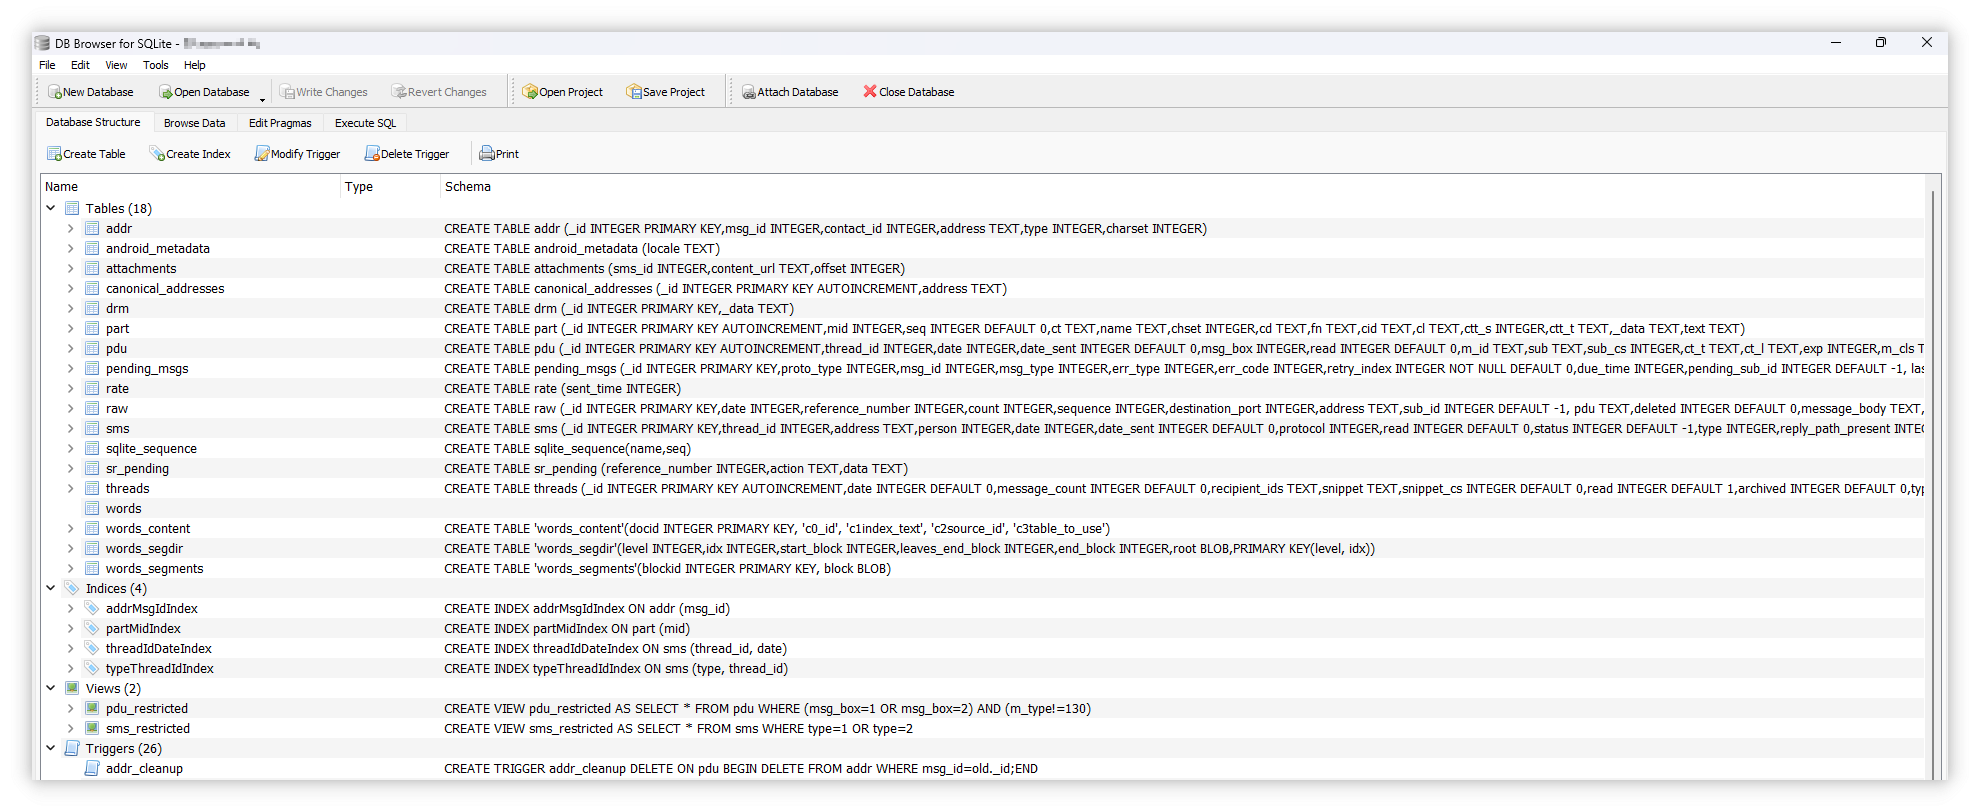 DB Browser for SQLite -
File Edit View Tools Help
New Database Open Database Write Changes Revert Changes Open Project Save Project Attach Database Close Database
Database Structure Browse Data Edit Pragmas Execute SQL
Create Table Create Index Modify Trigger Delete Trigger Print
Name Type Schema
Tables (18)
addr CREATE TABLE addr (_id INTEGER PRIMARY KEY,msg_id INTEGER,contact_id INTEGER,address TEXT,type INTEGER,charset INTEGER)
android_metadata CREATE TABLE android_metadata (locale TEXT)
attachments CREATE TABLE attachments (sms_id INTEGER,content_url TEXT,offset INTEGER)
canonical_addresses CREATE TABLE canonical_addresses (_id INTEGER PRIMARY KEY AUTOINCREMENT,address TEXT)
drm CREATE TABLE drm (_id INTEGER PRIMARY KEY,_data TEXT)
part CREATE TABLE part (_id INTEGER PRIMARY KEY AUTOINCREMENT,mid INTEGER,seq INTEGER DEFAULT 0,ct TEXT,name TEXT,chset INTEGER,cd TEXT,fn TEXT,cid TEXT,cl TEXT,ctt_s INTEGER,ctt_t TEXT,_data TEXT,text TEXT)
pdu CREATE TABLE pdu (_id INTEGER PRIMARY KEY AUTOINCREMENT,thread_id INTEGER,date INTEGER,date_sent INTEGER DEFAULT 0,msg_box INTEGER,read INTEGER DEFAULT 0,m_id TEXT,sub TEXT,sub_cs INTEGER,ct_t TEXT,ct_l TEXT,exp INTEGER,m_cls T
pending_msgs CREATE TABLE pending_msgs (_id INTEGER PRIMARY KEY,proto_type INTEGER,msg_id INTEGER,msg_type INTEGER,err_type INTEGER,err_code INTEGER,retry_index INTEGER NOT NULL DEFAULT 0,due_time INTEGER,pending_sub_id INTEGER DEFAULT -1, las
rate CREATE TABLE rate (sent_time INTEGER)
raw CREATE TABLE raw (_id INTEGER PRIMARY KEY,date INTEGER,reference_number INTEGER,count INTEGER,sequence INTEGER,destination_port INTEGER,address TEXT,sub_id INTEGER DEFAULT -1, pdu TEXT,deleted INTEGER DEFAULT 0,message_body TEXT,
sms CREATE TABLE sms (_id INTEGER PRIMARY KEY,thread_id INTEGER,address TEXT,person INTEGER,date INTEGER,date_sent INTEGER DEFAULT 0,protocol INTEGER,read INTEGER DEFAULT 0,status INTEGER DEFAULT -1,type INTEGER,reply_path_present INTEG
sqlite_sequence CREATE TABLE sqlite_sequence(name,seq)
sr_pending CREATE TABLE sr_pending (reference_number INTEGER,action TEXT,data TEXT)
threads CREATE TABLE threads (_id INTEGER PRIMARY KEY AUTOINCREMENT,date INTEGER DEFAULT 0,message_count INTEGER DEFAULT 0,recipient_ids TEXT,snippet TEXT,snippet_cs INTEGER DEFAULT 0,read INTEGER DEFAULT 1,archived INTEGER DEFAULT 0,typ
words
words_content CREATE TABLE 'words_content'(docid INTEGER PRIMARY KEY, 'c0_id', 'c1index_text', 'c2source_id', 'c3table_to_use')
words_segdir CREATE TABLE 'words_segdir'(level INTEGER,idx INTEGER,start_block INTEGER,leaves_end_block INTEGER,end_block INTEGER,root BLOB,PRIMARY KEY(level, idx))
words_segments CREATE TABLE 'words_segments'(blockid INTEGER PRIMARY KEY, block BLOB)
Indices (4)
addrMsgIdIndex CREATE INDEX addrMsgIdIndex ON addr (msg_id)
partMidIndex CREATE INDEX partMidIndex ON part (mid)
threadIdDateIndex CREATE INDEX threadIdDateIndex ON sms (thread_id, date)
typeThreadIdIndex CREATE INDEX typeThreadIdIndex ON sms (type, thread_id)
Views (2)
pdu_restricted CREATE VIEW pdu_restricted AS SELECT * FROM pdu WHERE (msg_box=1 OR msg_box=2) AND (m_type!=130)
sms_restricted CREATE VIEW sms_restricted AS SELECT * FROM sms WHERE type=1 OR type=2
Triggers (26)
addr_cleanup CREATE TRIGGER addr_cleanup DELETE ON pdu BEGIN DELETE FROM addr WHERE msg_id=old._id;END